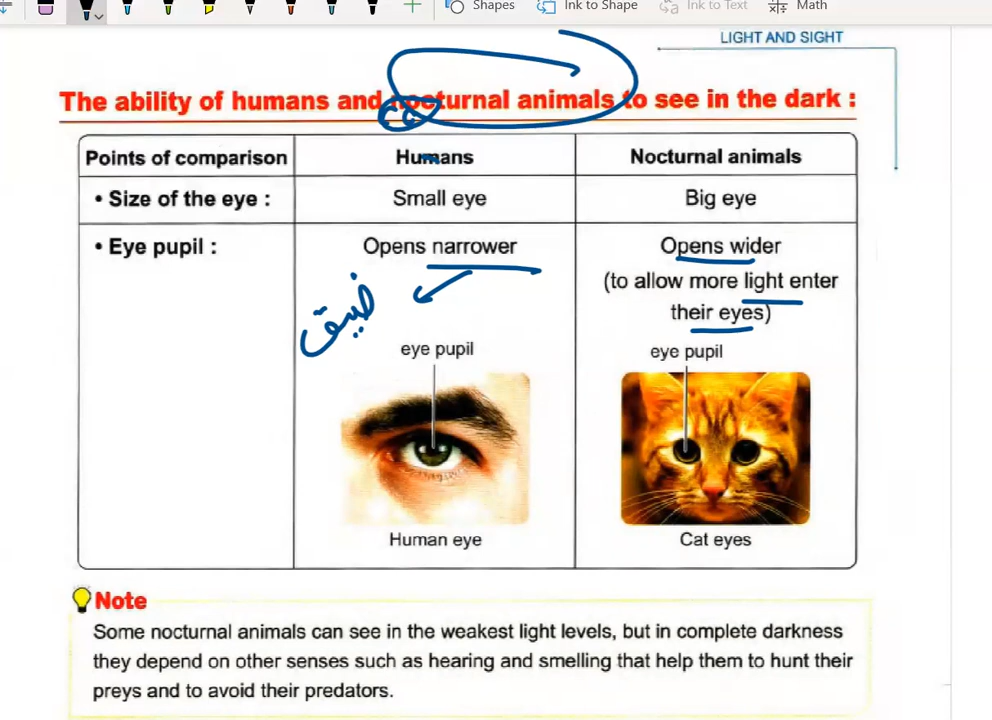 Shapes
Ink to Shape
Ink to Text
Math
LIGHT AND SIGHT
The ability of humans and nocturnal animals to see in the dark :
Points of comparison
Humans
Nocturnal animals
• Size of the eye :
Small eye
Big eye
• Eye pupil :
Opens narrower
Opens wider
(to allow more light enter
their eyes)
ضيق
eye pupil
eye pupil
Human eye
Cat eyes
Note
Some nocturnal animals can see in the weakest light levels, but in complete darkness
they depend on other senses such as hearing and smelling that help them to hunt their
preys and to avoid their predators.